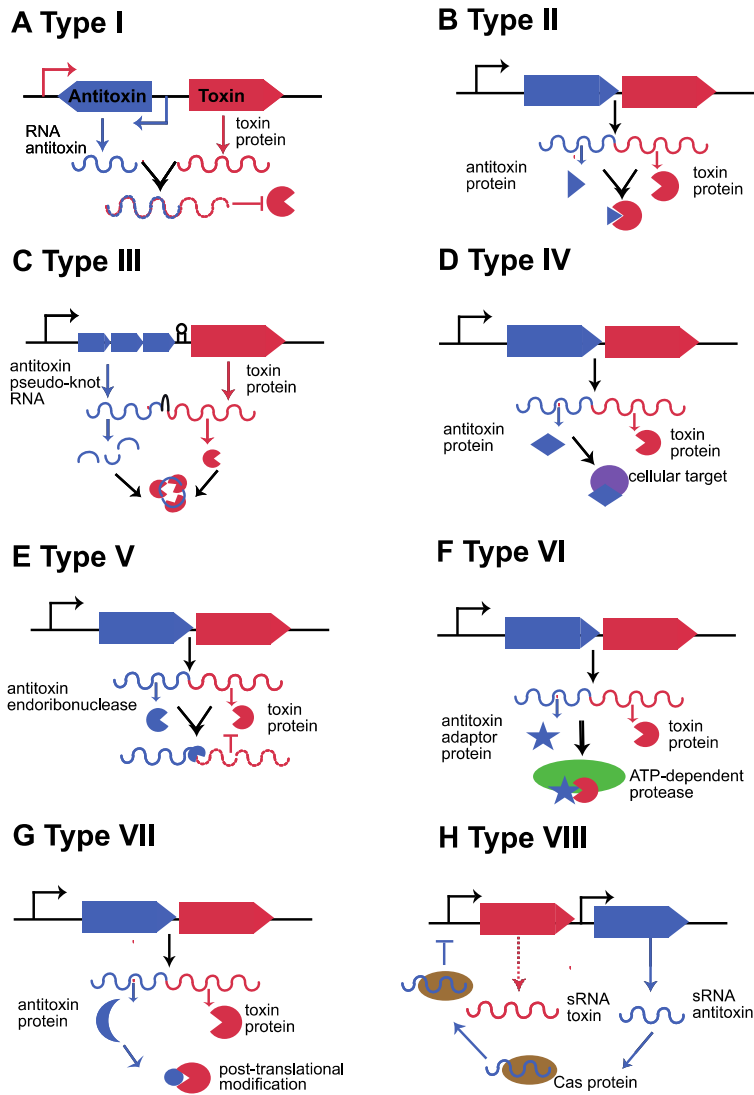 A Type I
Antitoxin
Toxin
RNA
antitoxin
toxin
protein
B Type II
antitoxin
protein
toxin
protein
C Type III
antitoxin
pseudo-knot
RNA
toxin
protein
D Type IV
antitoxin
protein
toxin
protein
cellular target
E Type V
antitoxin
endoribonuclease
toxin
protein
F Type VI
antitoxin
adaptor
protein
toxin
protein
ATP-dependent
protease
G Type VII
antitoxin
protein
toxin
protein
post-translational
modification
H Type VIII
sRNA
toxin
sRNA
antitoxin
Cas protein